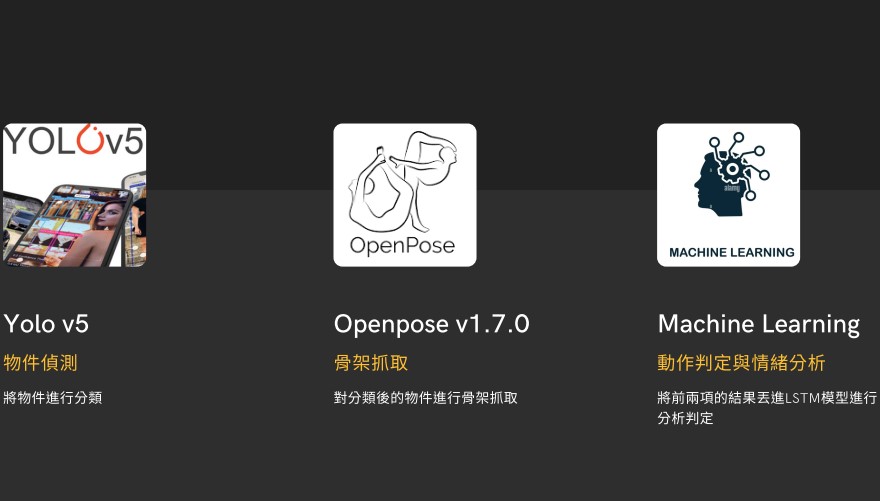 YOLOv5
OpenPose
alamy
MACHINE LEARNING
Yolo v5
物件偵測
將物件進行分類
Openpose v1.7.0
骨架抓取
對分類後的物件進行骨架抓取
Machine Learning
動作判定與情緒分析
將前兩項的結果丟進LSTM模型進行
分析判定